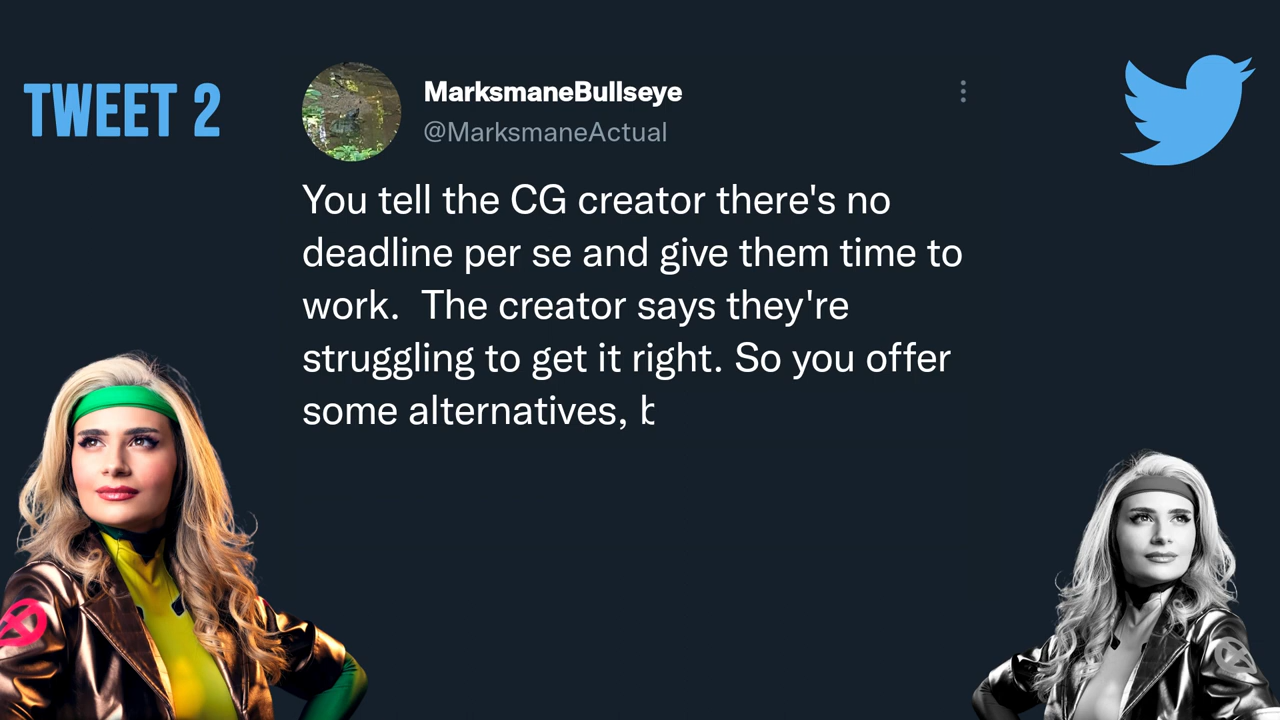 TWEET 2
MarksmaneBullseye
@MarksmaneActual
You tell the CG creator there's no
deadline per se and give them time to
work.  The creator says they're
struggling to get it right. So you offer
some alternatives,